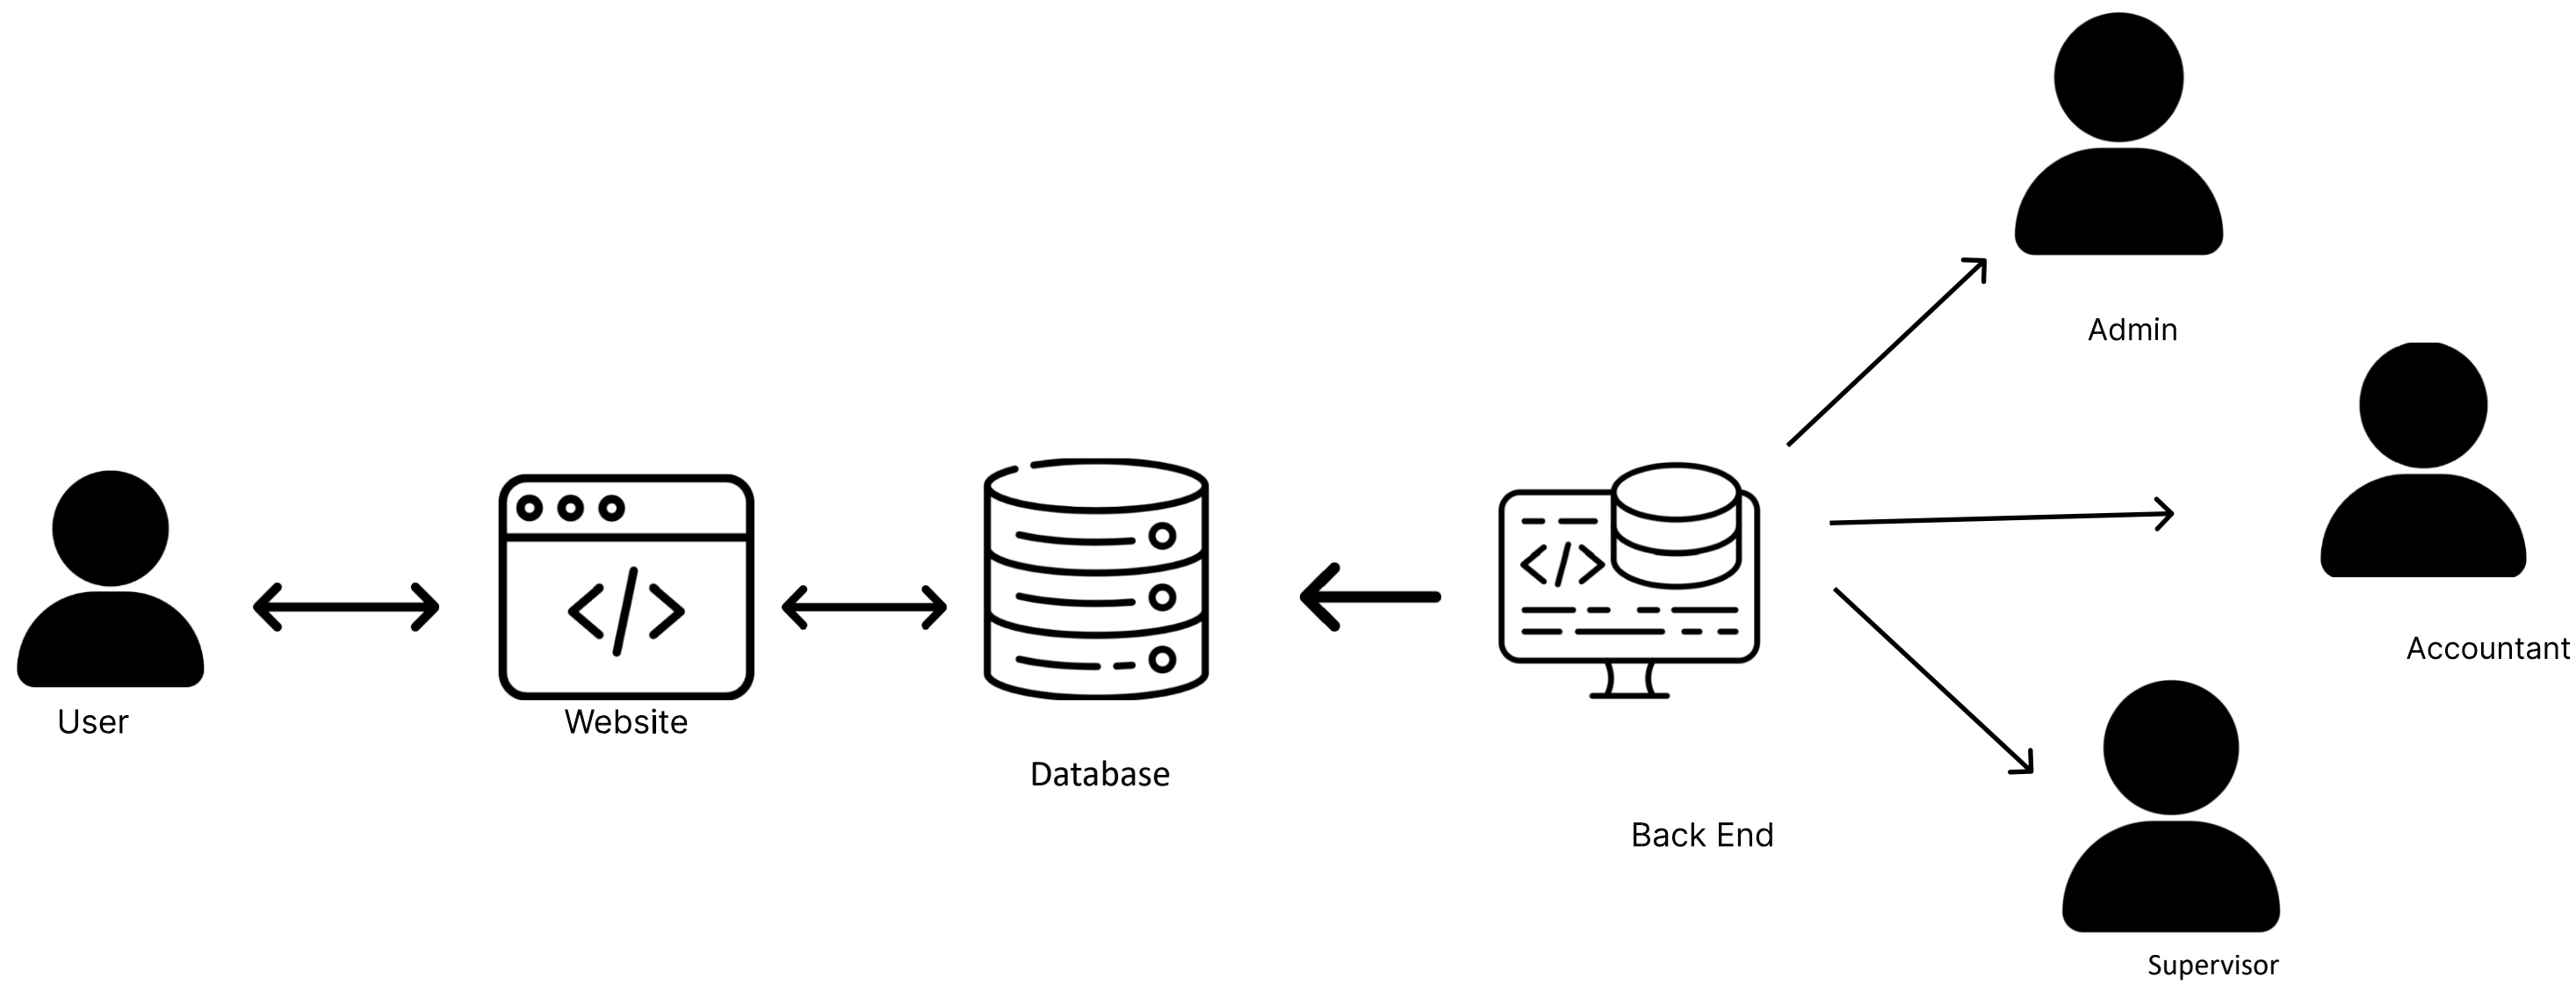 User
Website
Database
Back End
Admin
Accountant
Supervisor